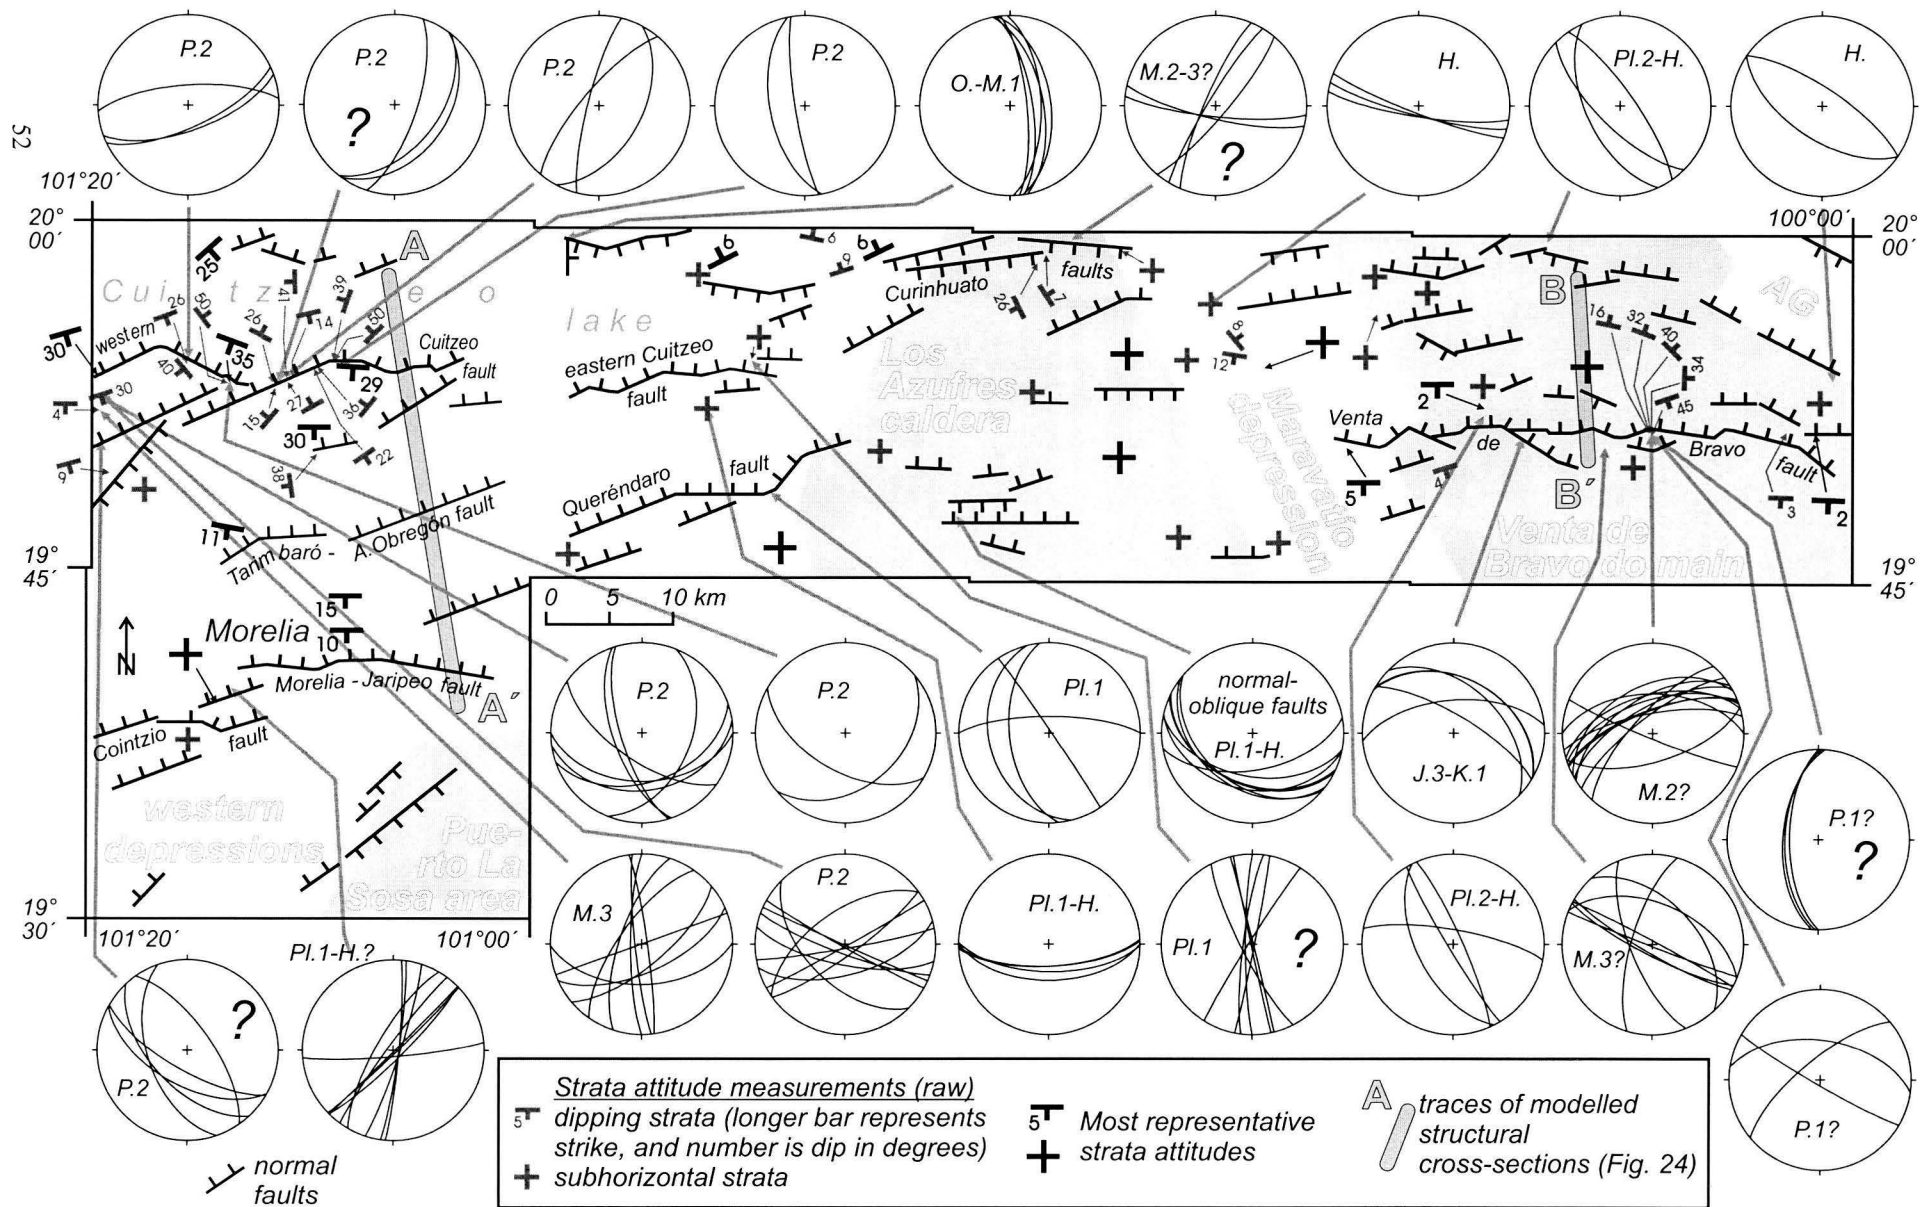 P.2
P.2
?
P.2
P.2
O.-M.1
M.2-3?
?
H.
Pl.2-H.
H.
52
101°20´
20°
00´
100°00´
20°
00´
25
41
39
A
6
6
6
9
Cuitzeo
lake
Curinhuato
faults
26
7
B
AG
26
50
26
14
50
30
western
35
Cuitzeo
fault
40
29
30
4
15
27
36
30
22
38
9
eastern Cuitzeo
fault
Los
Azufres
caldera
8
12
Maravatío
depression
16
32
40
34
45
2
Venta
de
Bravo
fault
4
5
B´
3
2
Queréndaro
fault
Venta de
Bravo domain
11
Tarímbaró -
A.Obregón fault
19°
45´
19°
45´
15
10
0 5 10 km
Morelia
N
Morelia - Jaripeo fault
A´
Cointzio
fault
western
depressions
Pue-
rto La
Sosa area
19°
30´
101°20´
101°00´
P.2
P.2
Pl.1
normal-
oblique faults
Pl.1-H.
J.3-K.1
M.2?
P.1?
?
M.3
P.2
Pl.1-H.
Pl.1
?
Pl.2-H.
M.3?
P.1?
?
P.2
Pl.1-H.?
normal
faults
Strata attitude measurements (raw)
5 dipping strata (longer bar represents
strike, and number is dip in degrees)
subhorizontal strata
5 Most representative
strata attitudes
A traces of modelled
structural
cross-sections (Fig. 24)